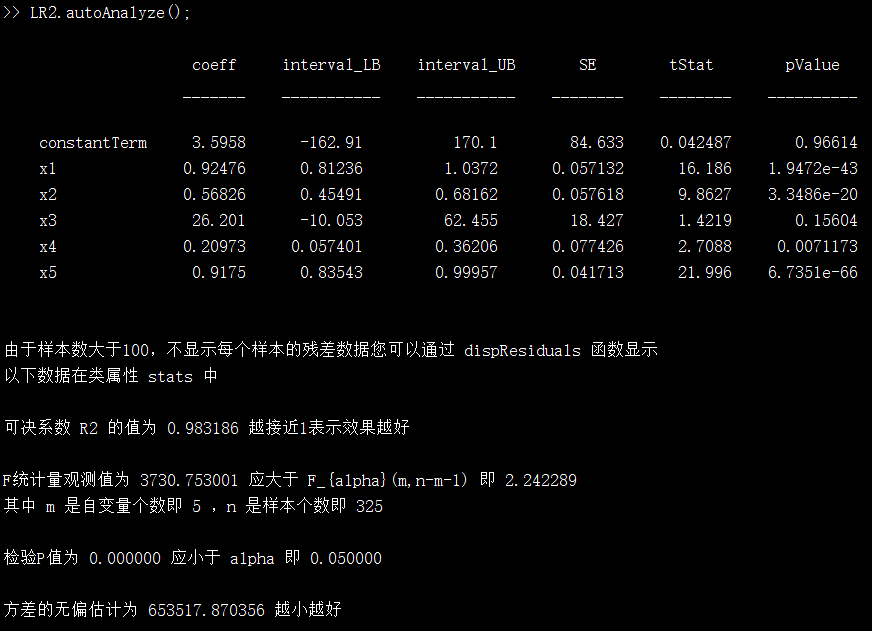 >> LR2.autoAnalyze();
coeff interval_LB interval_UB SE tStat pValue
_______ ___________ ___________ ________ ________ __________
constantTerm 3.5958 -162.91 170.1 84.633 0.042487 0.96614
x1 0.92476 0.81236 1.0372 0.057132 16.186 1.9472e-43
x2 0.56826 0.45491 0.68162 0.057618 9.8627 3.3486e-20
x3 26.201 -10.053 62.455 18.427 1.4219 0.15604
x4 0.20973 0.057401 0.36206 0.077426 2.7088 0.0071173
x5 0.9175 0.83543 0.99957 0.041713 21.996 6.7351e-66
由于样本数大于100，不显示每个样本的残差数据您可以通过 dispResiduals 函数显示
以下数据在类属性 stats 中
可决系数 R2 的值为 0.983186 越接近1表示效果越好
F统计量观测值为 3730.753001 应大于 F_{alpha}(m,n-m-1) 即 2.242289
其中 m 是自变量个数即 5 ，n 是样本个数即 325
检验P值为 0.000000 应小于 alpha 即 0.050000
方差的无偏估计为 653517.870356 越小越好